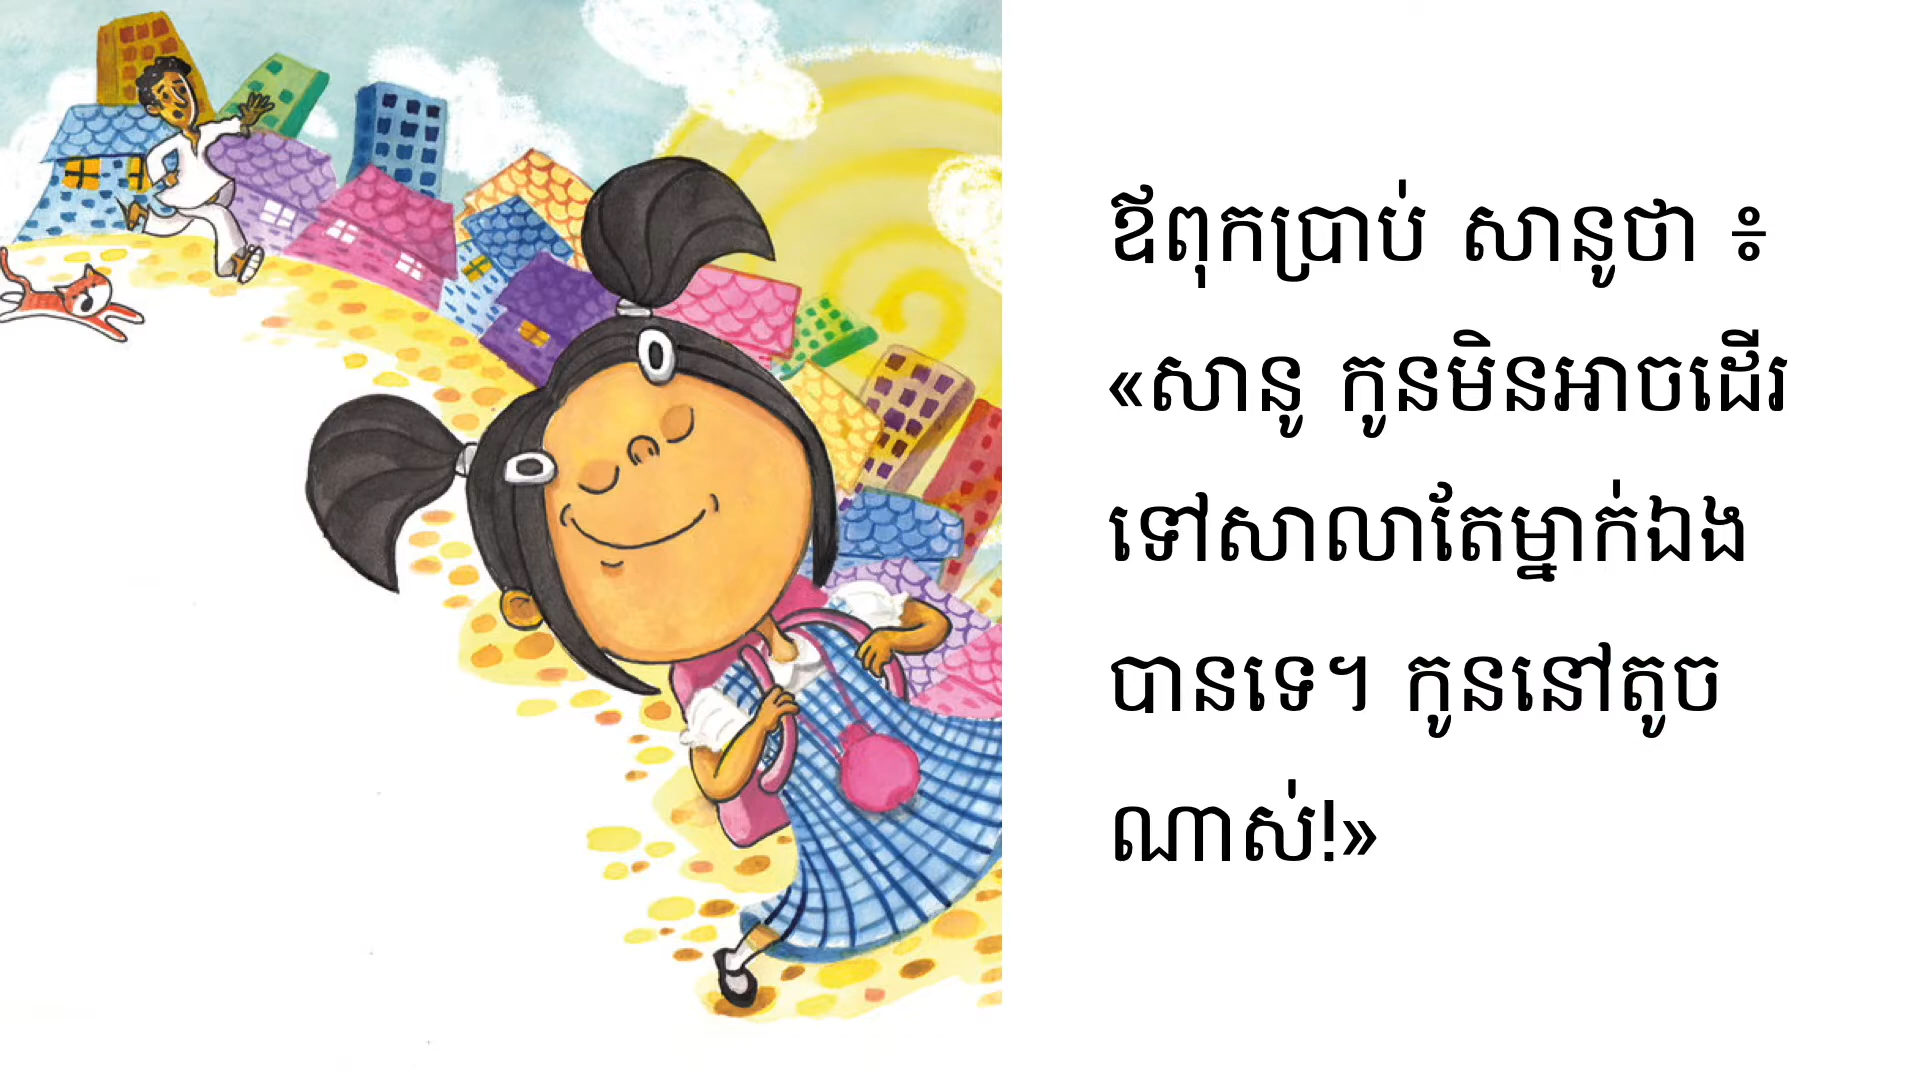 ឪពុកប្រាប់ សានូថា ៖
«សានូ កូនមិនអាចដើរ
ទៅសាលាតែម្នាក់ឯង
បានទេ។ កូននៅតូច
ណាស់!»